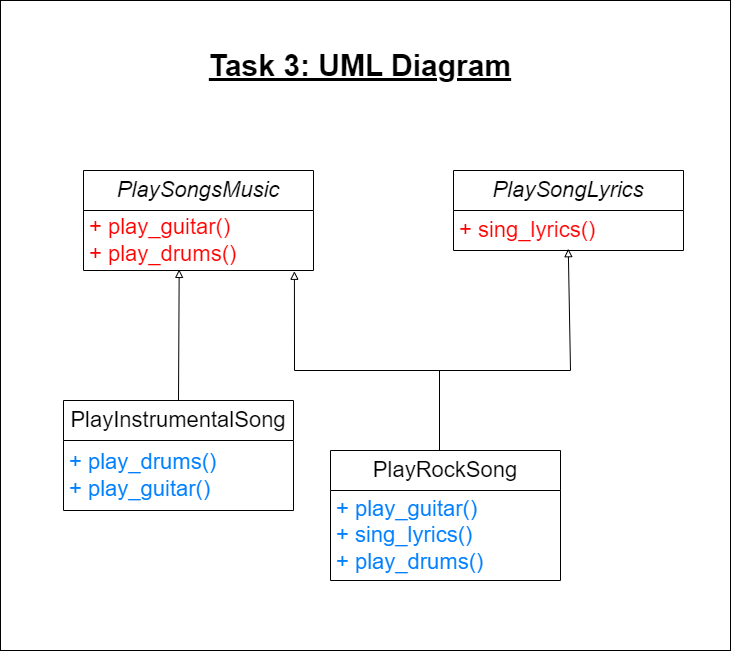 Task 3: UML Diagram
PlaySongsMusic
+ play_guitar()
+ play_drums()
PlaySongLyrics
+ sing_lyrics()
PlayInstrumentalSong
+ play_drums()
+ play_guitar()
PlayRockSong
+ play_guitar()
+ sing_lyrics()
+ play_drums()